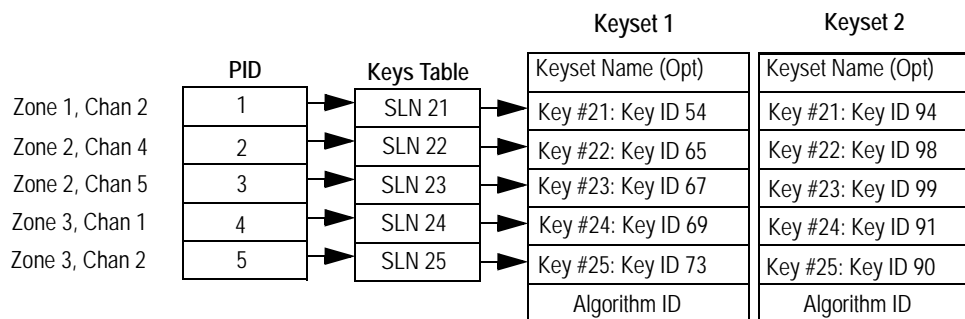 Keyset 1 Keyset 2
PID Keys Table Keyset Name (Opt) Keyset Name (Opt)
Zone 1, Chan 2 1 SLN 21 Key #21: Key ID 54 Key #21: Key ID 94
Zone 2, Chan 4 2 SLN 22 Key #22: Key ID 65 Key #22: Key ID 98
Zone 2, Chan 5 3 SLN 23 Key #23: Key ID 67 Key #23: Key ID 99
Zone 3, Chan 1 4 SLN 24 Key #24: Key ID 69 Key #24: Key ID 91
Zone 3, Chan 2 5 SLN 25 Key #25: Key ID 73 Key #25: Key ID 90
Algorithm ID Algorithm ID